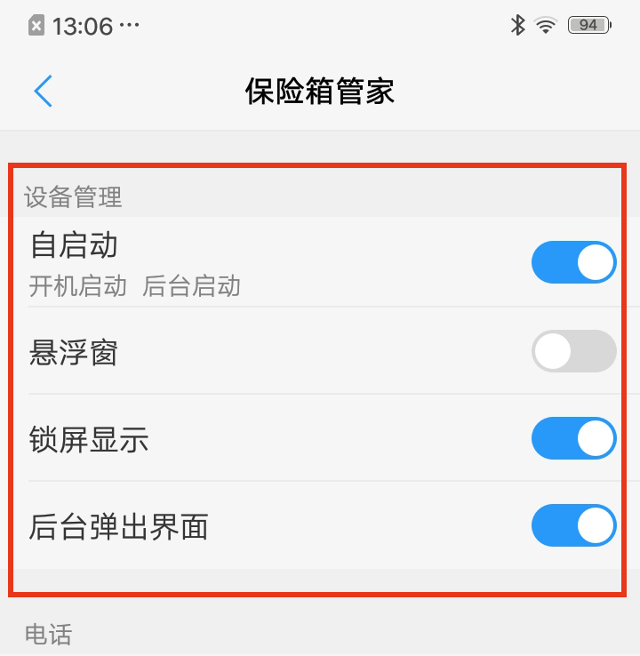 13:06 ···
94
保险箱管家
设备管理
自启动
开机启动 后台启动
悬浮窗
锁屏显示
后台弹出界面
电话